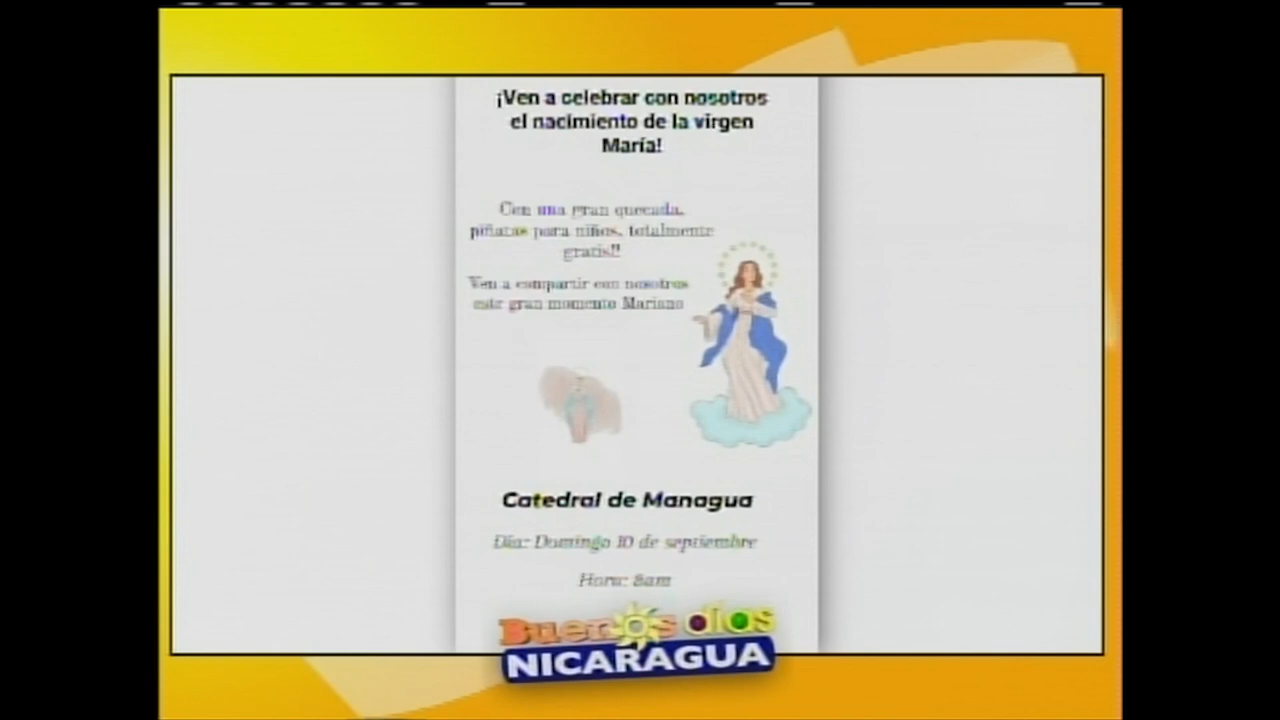 ¡Ven a celebrar con nosotros
el nacimiento de la virgen
María!
Con una gran quecada,
piñatas para niños, totalmente
gratis!!
Ven a compartir con nosotros
este gran momento Mariano
Catedral de Managua
Día: Domingo 10 de septiembre
Hora: 8am
Buenos días
NICARAGUA